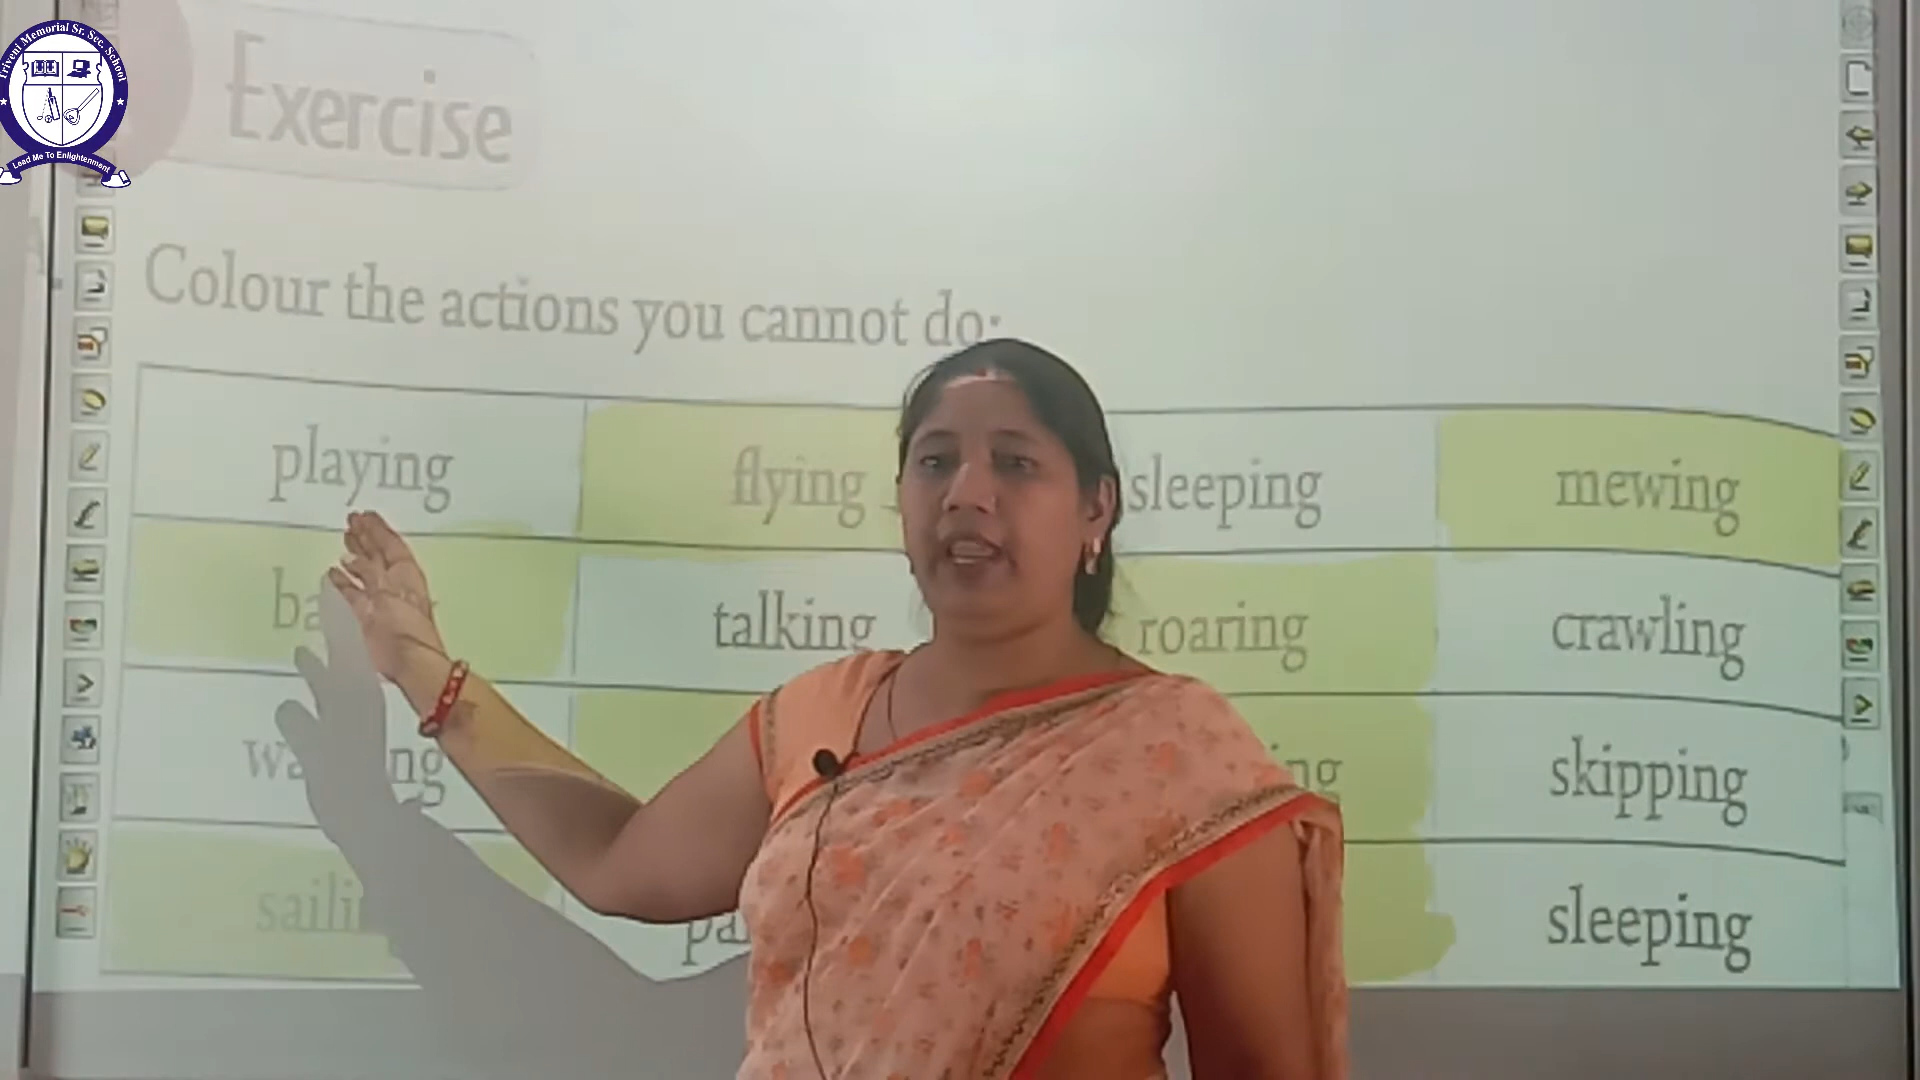 Triveni Memorial Sr. Sec. School
Lead Me To Enlightenment
Exercise
Colour the actions you cannot do:
playing flying sleeping mewing
talking roaring crawling
skipping
sleeping